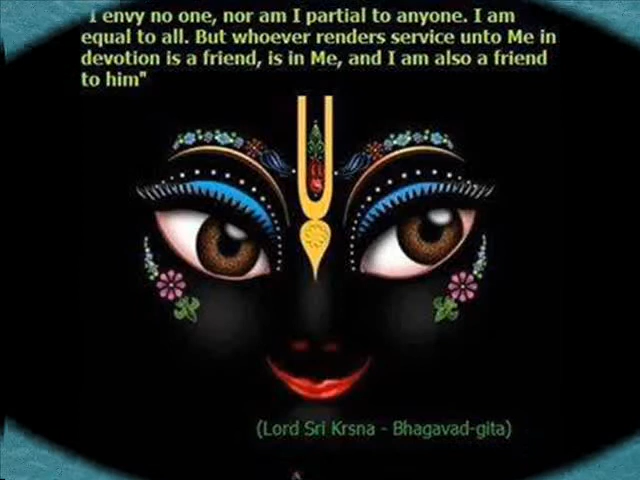 "I envy no one, nor am I partial to anyone. I am
equal to all. But whoever renders service unto Me in
devotion is a friend, is in Me, and I am also a friend
to him"
(Lord Sri Krsna - Bhagavad-gita)